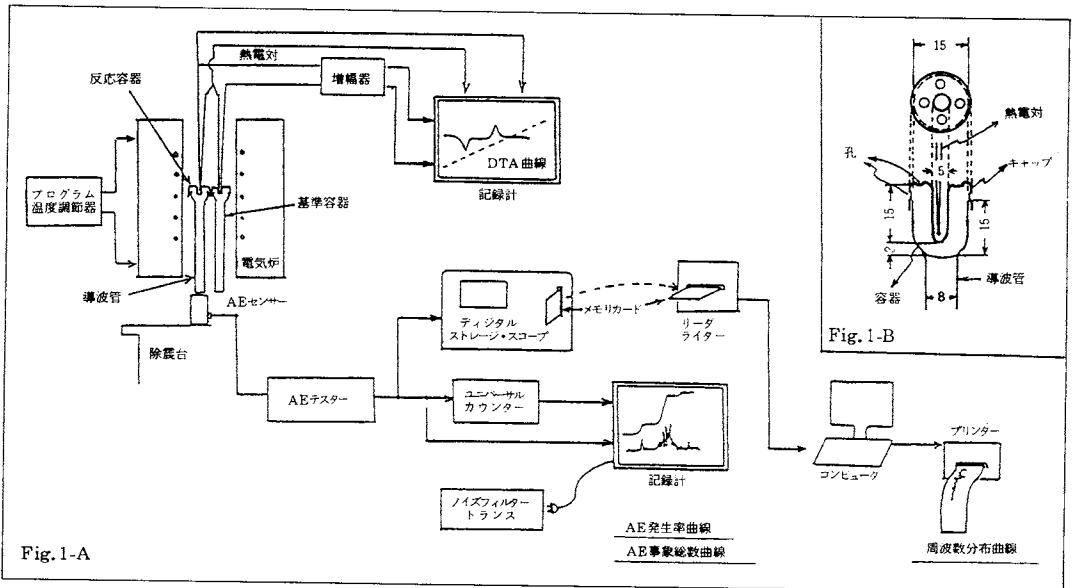 熱電対
反応容器
増幅器
DTA曲線
記録計
プログラム
温度調節器
基準容器
電気炉
導波管
AEセンサー
除震台
ディジタル
ストレージ・スコープ
メモリカード
リーダ
ライター
AEテスター
ユニバーサル
カウンター
記録計
ノイズフィルター
トランス
AE発生率曲線
AE事象総数曲線
コンピュータ
プリンター
周波数分布曲線
Fig.1-A
15
熱電対
孔
キャップ
5
15
15
2
導波管
容器
8
Fig.1-B